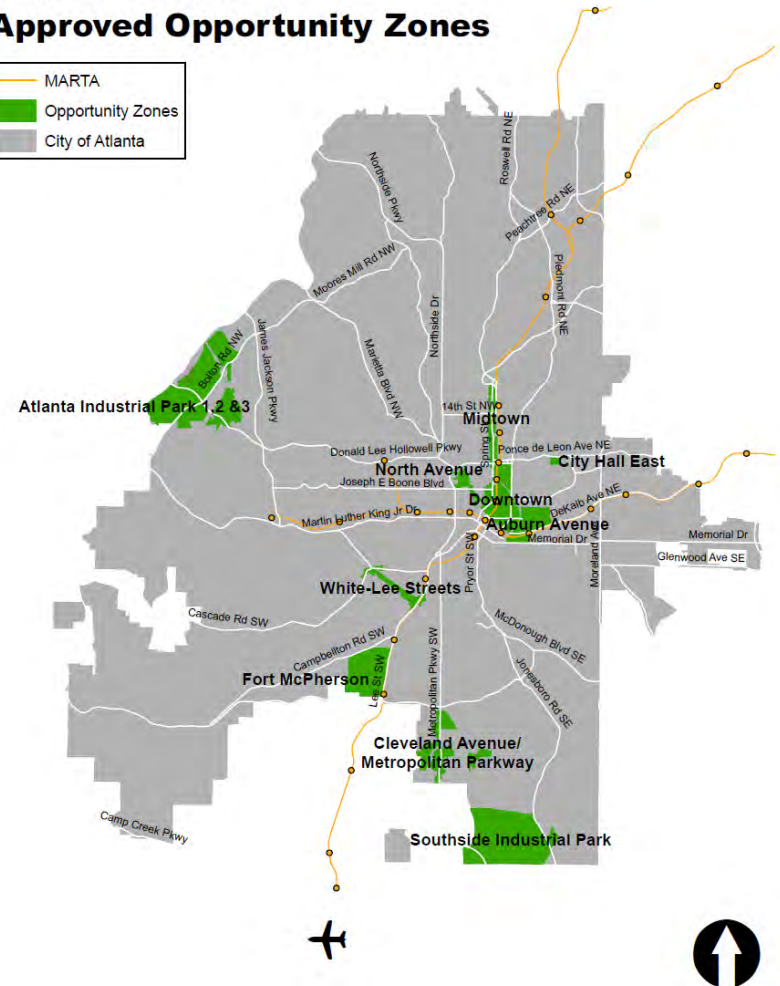 Approved Opportunity Zones
MARTA
Opportunity Zones
City of Atlanta
Roswell Rd NE
Northside Pkwy
Peachtree Rd NE
Moores Mill Rd NW
Piedmont Rd NE
Northside Dr
James Jackson Pkwy
Bolton Rd NW
Marietta Blvd NW
Atlanta Industrial Park 1,2 &3
14th St NW
Midtown
Spring St
Donald Lee Hollowell Pkwy
Ponce de Leon Ave NE
North Avenue
City Hall East
Joseph E Boone Blvd
Downtown
DeKalb Ave NE
Martin Luther King Jr Dr
Auburn Avenue
Memorial Dr
Memorial Dr
Pryor St SW
Moreland Av
Glenwood Ave SE
White-Lee Streets
Cascade Rd SW
McDonough Blvd SE
Campbellton Rd SW
Metropolitan Pkwy SW
Fort McPherson
Lee St SW
Jonesboro Rd SE
Cleveland Avenue/
Metropolitan Parkway
Camp Creek Pkwy
Southside Industrial Park